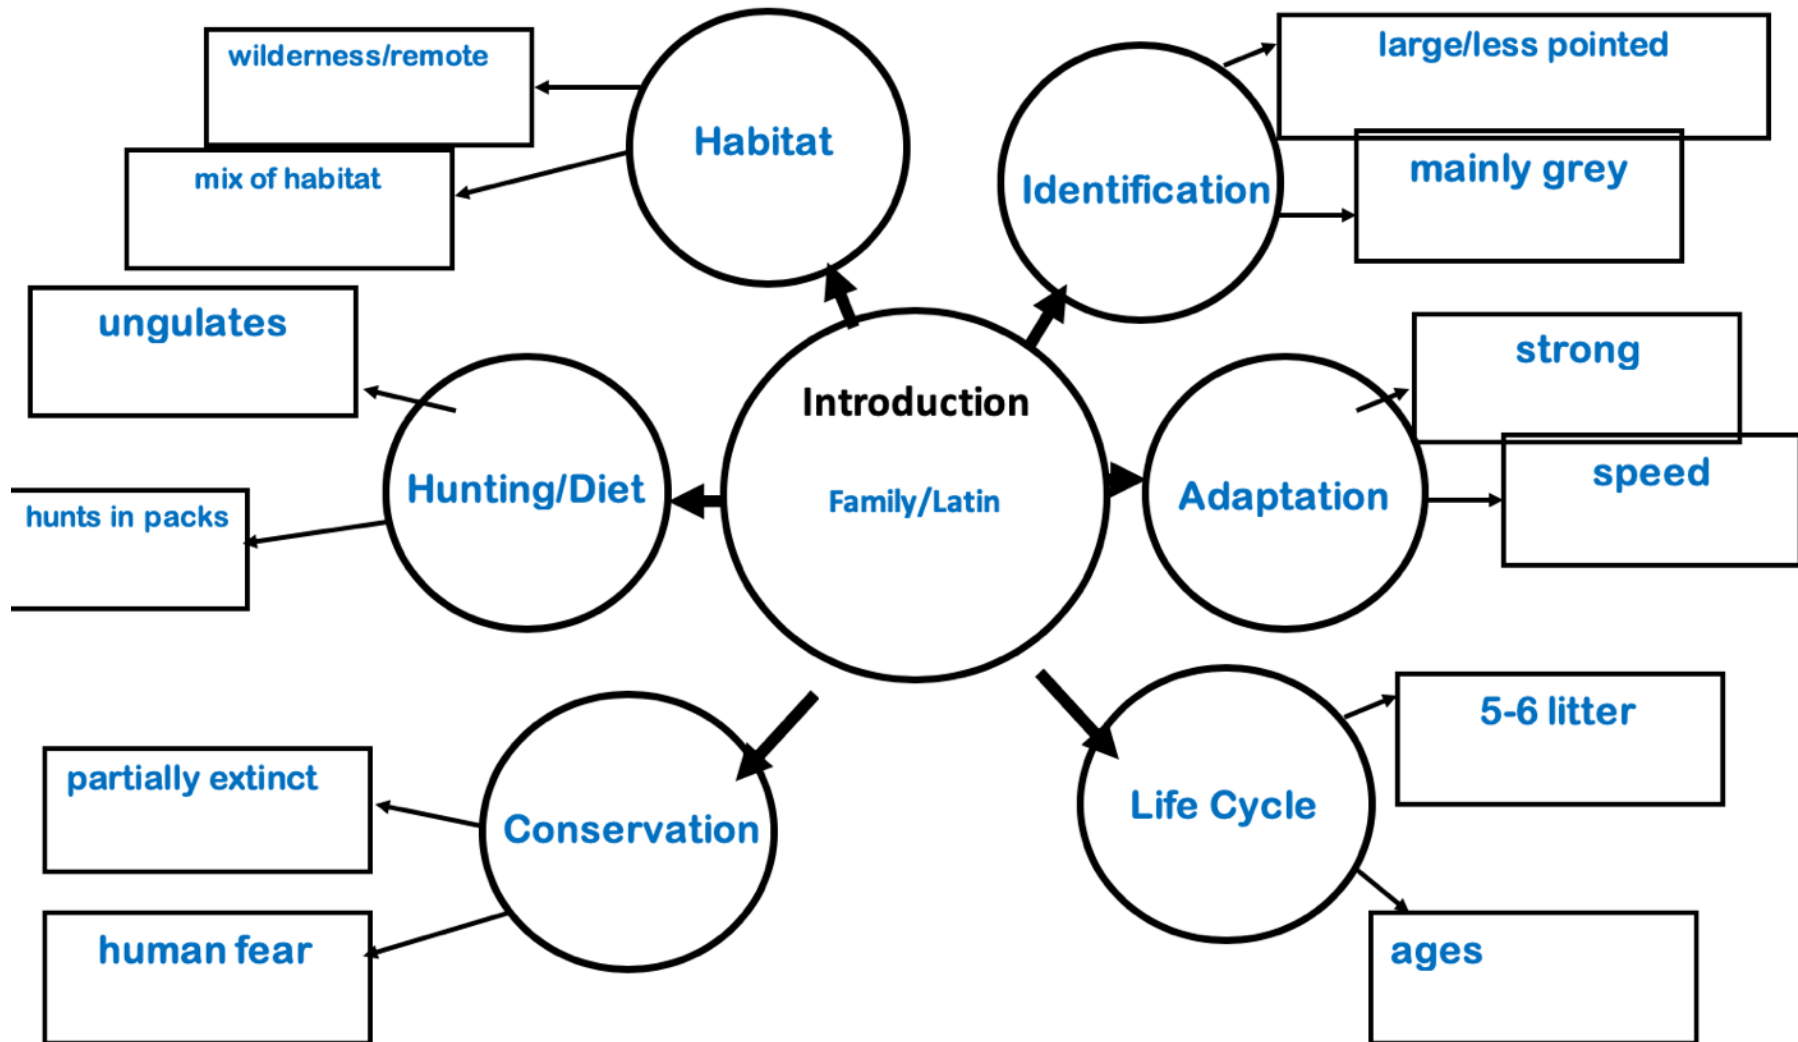 wilderness/remote
mix of habitat
Habitat
large/less pointed
mainly grey
Identification
ungulates
hunts in packs
Hunting/Diet
Introduction
Family/Latin
strong
speed
Adaptation
partially extinct
human fear
Conservation
5-6 litter
ages
Life Cycle